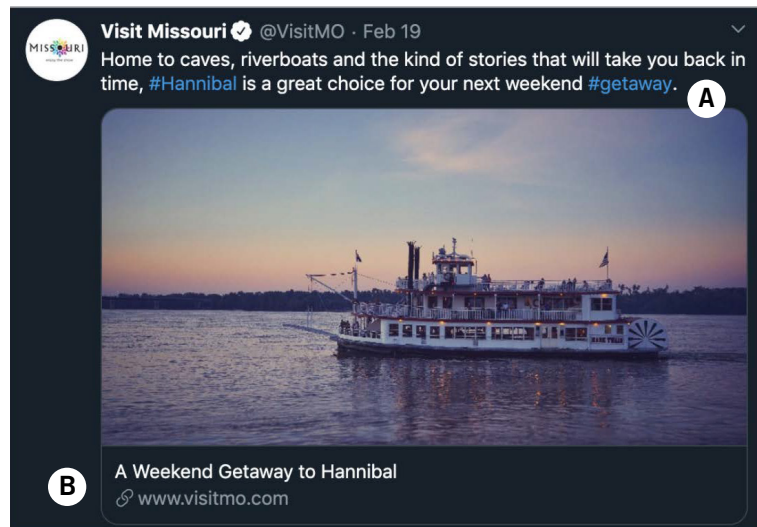 MISSOURI
Visit Missouri @VisitMO · Feb 19
Home to caves, riverboats and the kind of stories that will take you back in
time, #Hannibal is a great choice for your next weekend #getaway.
A
MARK TWAIN
A Weekend Getaway to Hannibal
B
www.visitmo.com